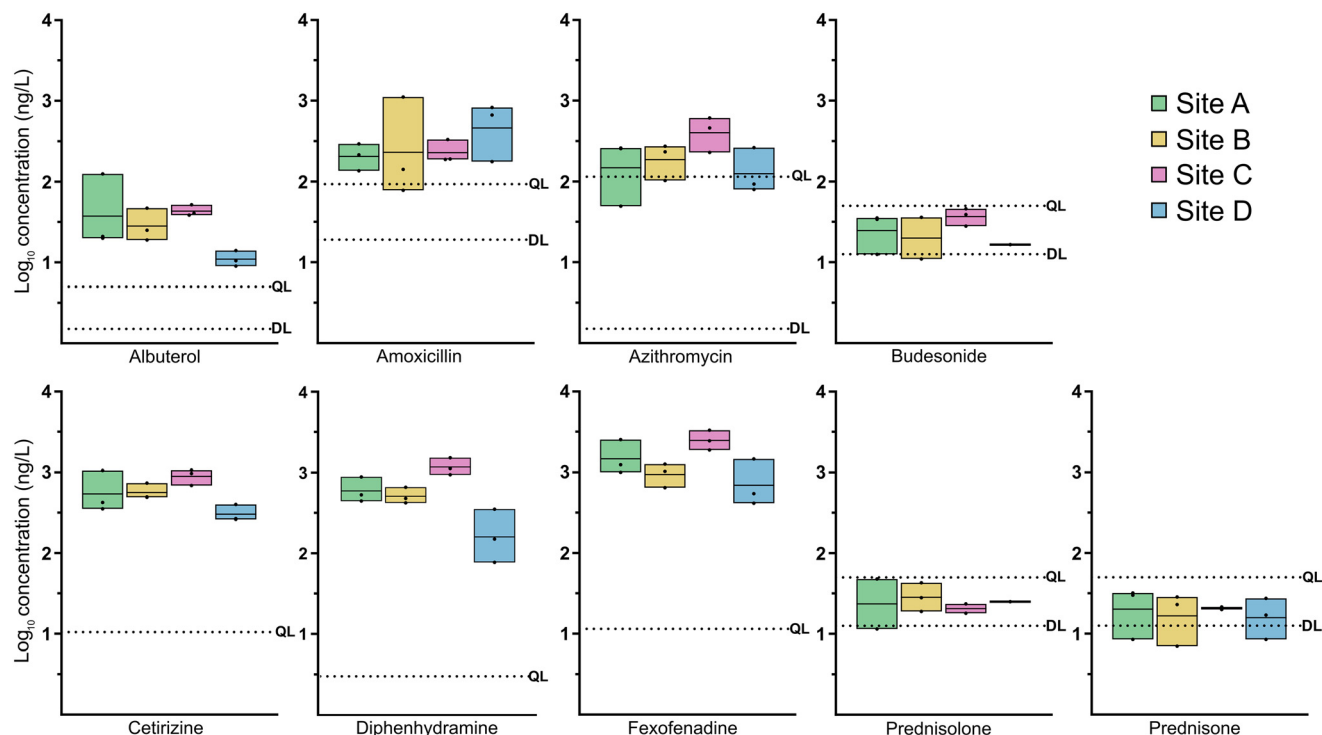 Log10 concentration (ng/L)
4
3
2
1
QL
DL
Albuterol
4
3
2
1
QL
DL
Amoxicillin
4
3
2
1
QL
DL
Azithromycin
4
3
2
1
QL
DL
Budesonide
Site A
Site B
Site C
Site D
Log10 concentration (ng/L)
4
3
2
1
QL
Cetirizine
4
3
2
1
QL
Diphenhydramine
4
3
2
1
QL
Fexofenadine
4
3
2
1
QL
DL
Prednisolone
4
3
2
1
QL
DL
Prednisone